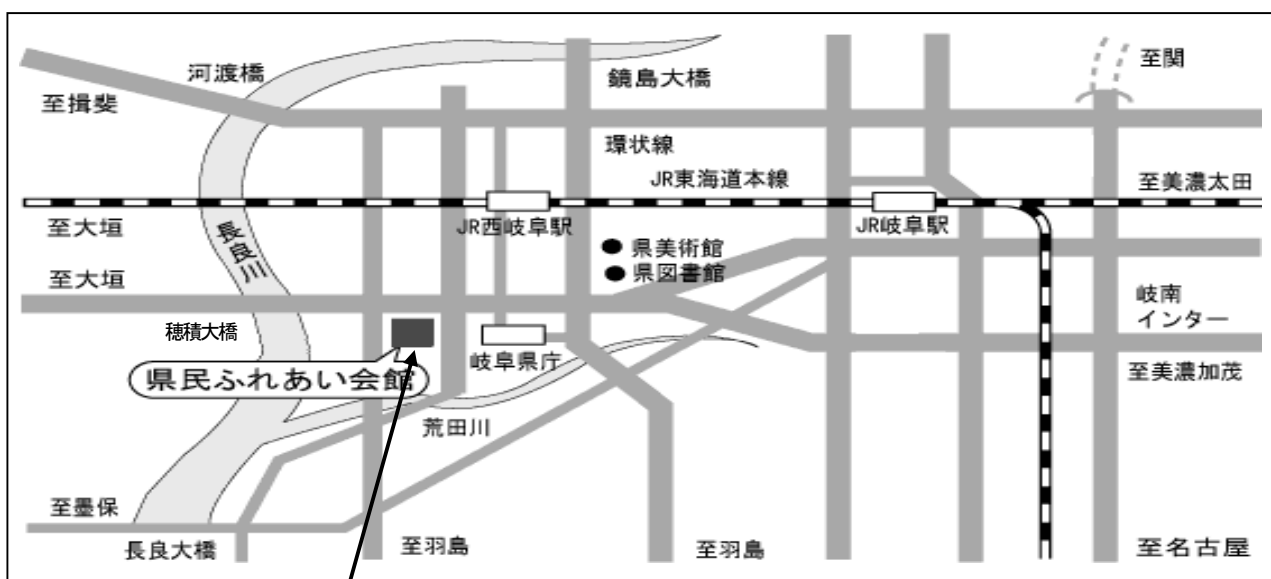 河渡橋
鏡島大橋
至関
至揖斐
環状線
JR東海道本線
至美濃太田
至大垣
JR西岐阜駅
JR岐阜駅
長良川
県美術館
県図書館
至大垣
岐南
インター
穂積大橋
岐阜県庁
県民ふれあい会館
至美濃加茂
荒田川
至墨保
長良大橋
至羽島
至羽島
至名古屋